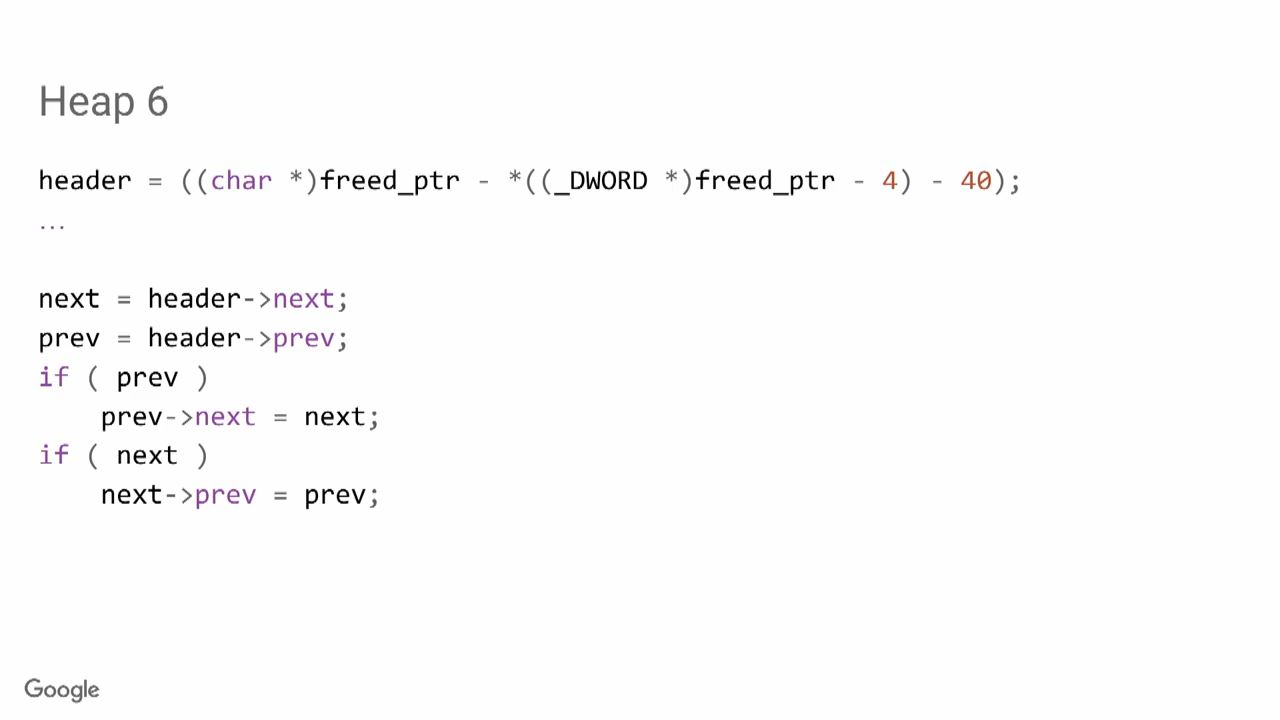 Heap 6
header = ((char *)freed_ptr - *((_DWORD *)freed_ptr - 4) - 40);
...
next = header->next;
prev = header->prev;
if ( prev )
    prev->next = next;
if ( next )
    next->prev = prev;
Google